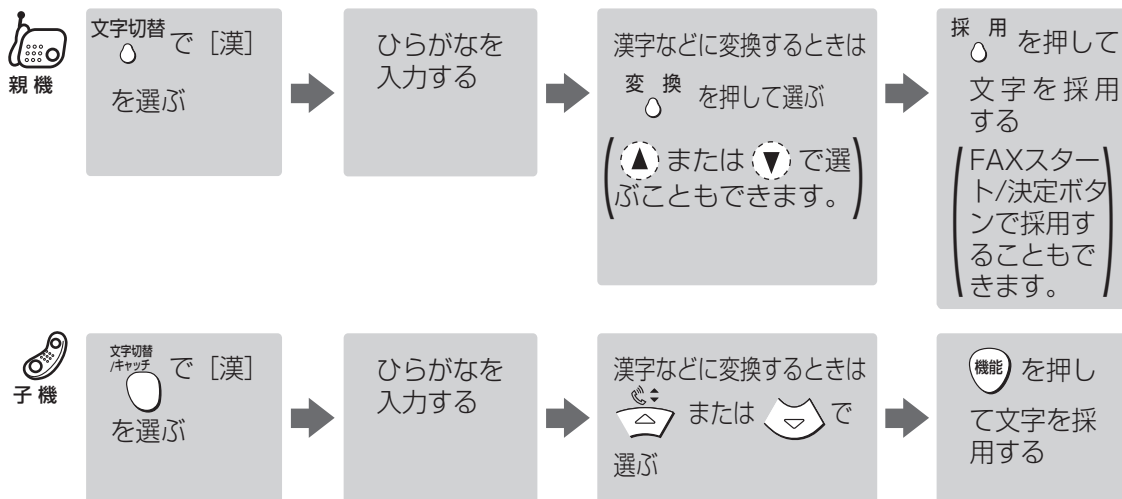 親機
文字切替 で［漢］
を選ぶ
ひらがなを
入力する
漢字などに変換するときは
変 換 を押して選ぶ
(▲ または ▼ で選
ぶこともできます。)
採 用 を押して
文字を採用
する
(FAXスター
ト/決定ボタ
ンで採用す
ることもで
きます。)
子機
文字切替
/キャッチ で［漢］
を選ぶ
ひらがなを
入力する
漢字などに変換するときは
または で
選ぶ
機能 を押し
て文字を採
用する